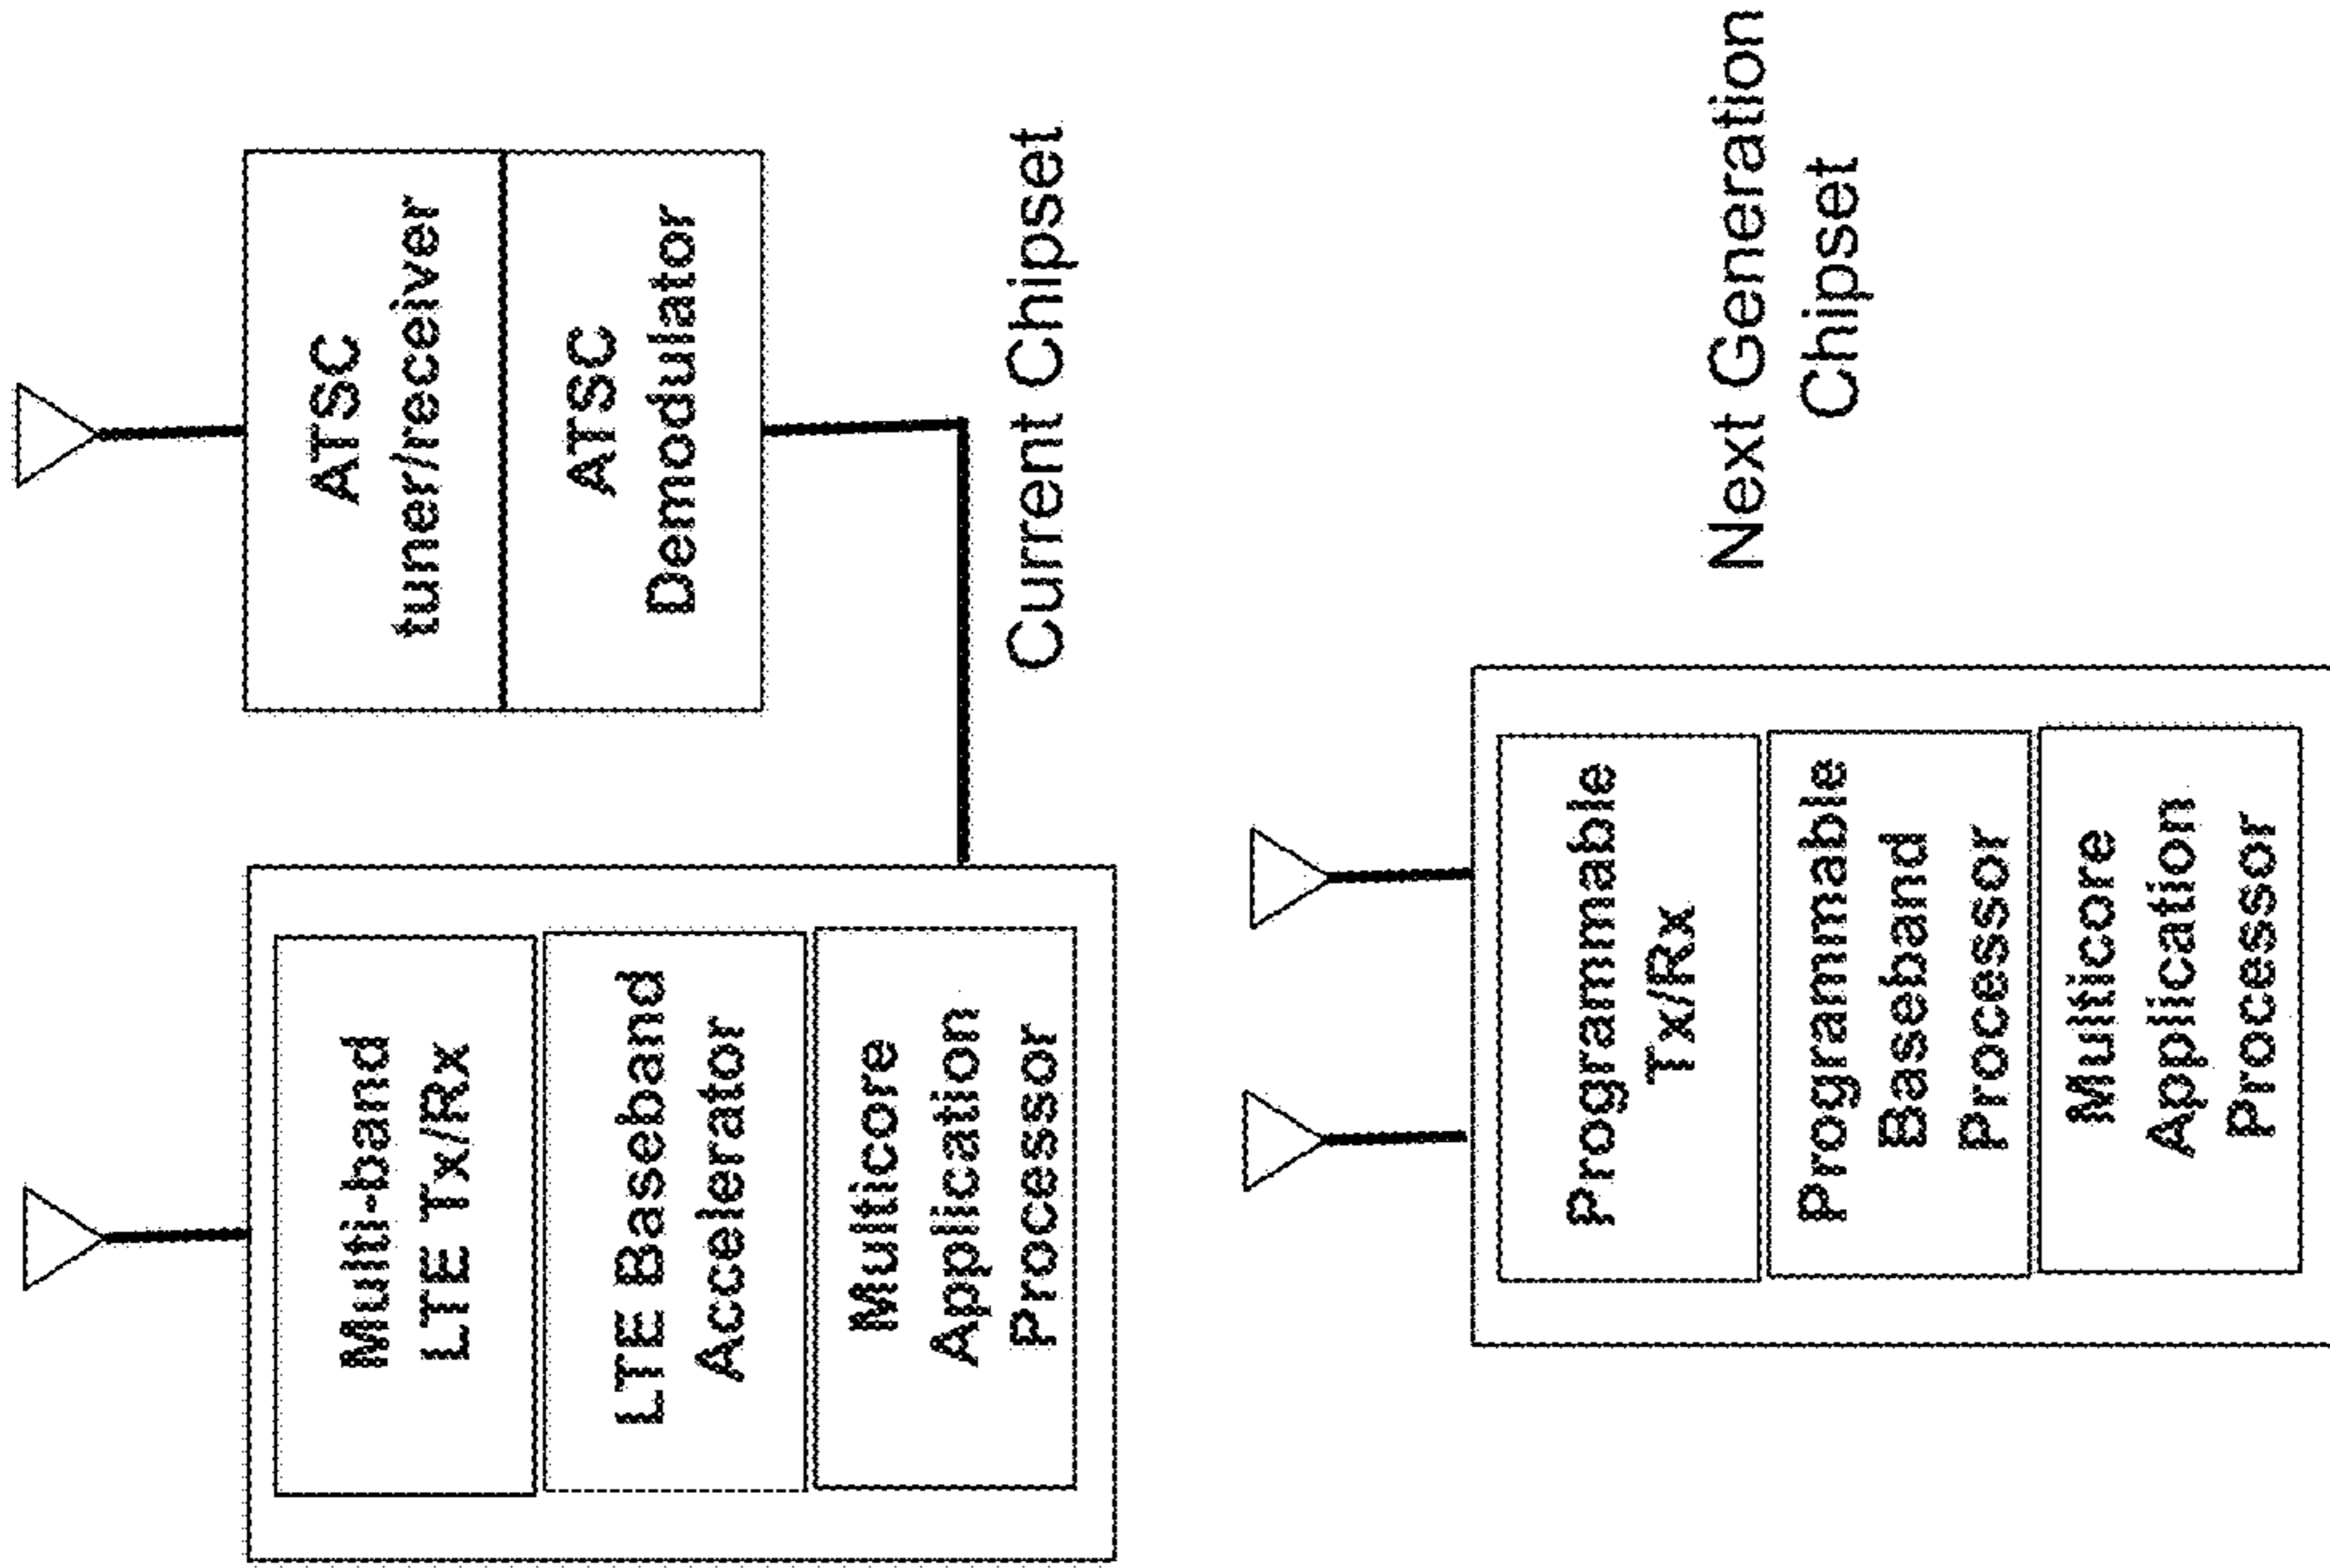 Multi-band
LTE Tx/Rx
LTE Baseband
Accelerator
Multicore
Application
Processor
ATSC
tuner/receiver
ATSC
Demodulator
Current Chipset
Programmable
Tx/Rx
Programmable
Baseband
Processor
Multicore
Application
Processor
Next Generation
Chipset